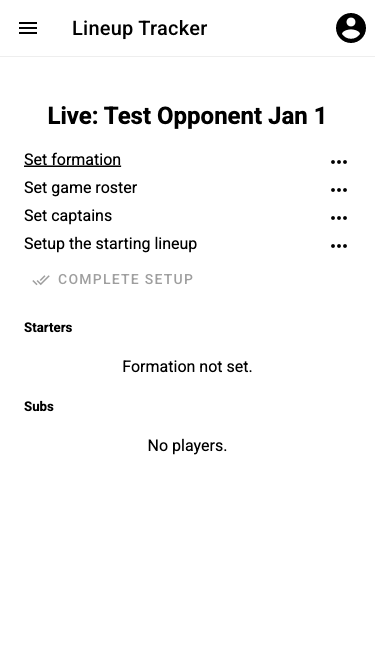 Lineup Tracker
Live: Test Opponent Jan 1
Set formation
Set game roster
Set captains
Setup the starting lineup
COMPLETE SETUP
Starters
Formation not set.
Subs
No players.